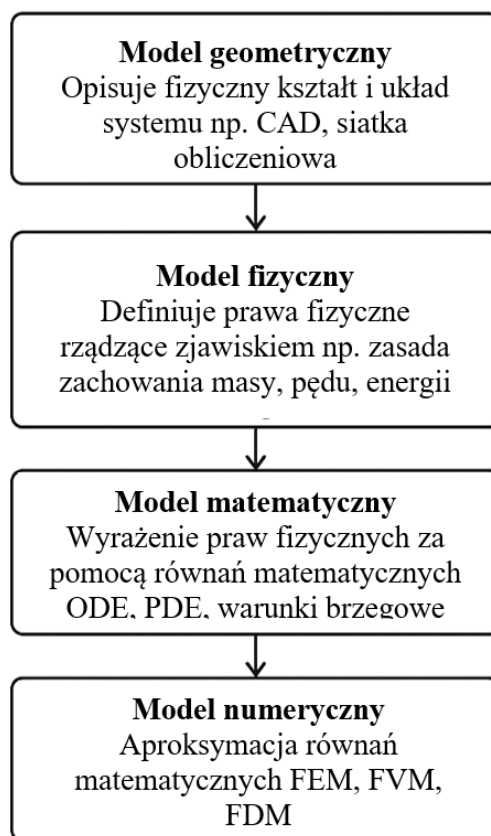 Model geometryczny
Opisuje fizyczny kształt i układ
systemu np. CAD, siatka
obliczeniowa
Model fizyczny
Definiuje prawa fizyczne
rządzące zjawiskiem np. zasada
zachowania masy, pędu, energii
Model matematyczny
Wyrażenie praw fizycznych za
pomocą równań matematycznych
ODE, PDE, warunki brzegowe
Model numeryczny
Aproksymacja równań
matematycznych FEM, FVM,
FDM